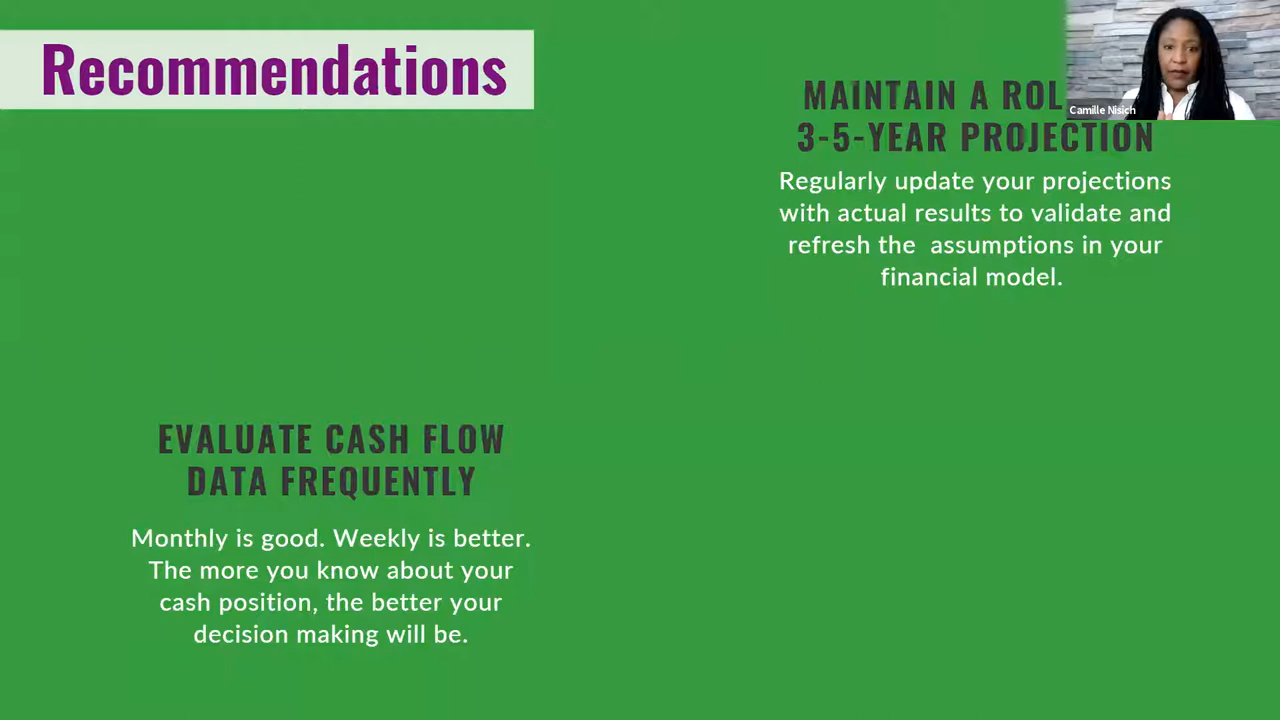 Recommendations
Camille Nisich
MAINTAIN A ROL
3-5-YEAR PROJECTION
Regularly update your projections
with actual results to validate and
refresh the assumptions in your
financial model.
EVALUATE CASH FLOW
DATA FREQUENTLY
Monthly is good. Weekly is better.
The more you know about your
cash position, the better your
decision making will be.